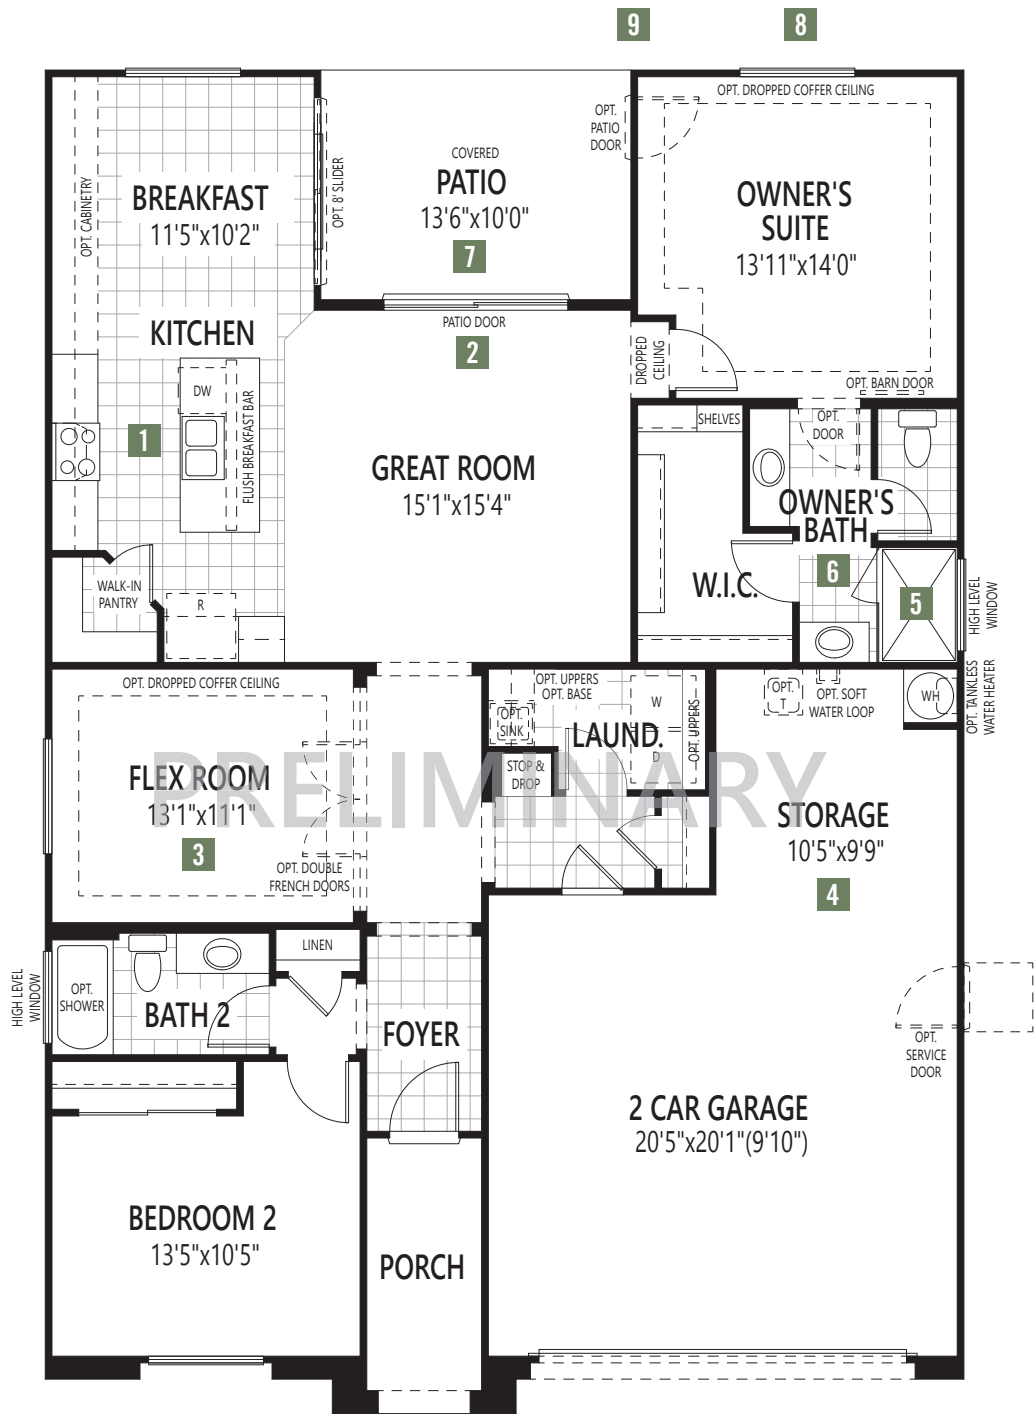 9
8
OPT. DROPPED COFFER CEILING
OPT.
PATIO
DOOR
COVERED
PATIO
13'6"x10'0"
7
OPT. 8' SLIDER
OPT. CABINETRY
BREAKFAST
11'5"x10'2"
OWNER'S
SUITE
13'11"x14'0"
KITCHEN
PATIO DOOR
2
DROPPED
CEILING
OPT. BARN DOOR
DW
FLUSH BREAKFAST BAR
1
SHELVES
OPT.
DOOR
GREAT ROOM
15'1"x15'4"
OWNER'S
BATH
6
5
W.I.C.
HIGH LEVEL
WINDOW
WALK-IN
PANTRY
R
OPT. DROPPED COFFER CEILING
OPT. UPPERS
OPT. BASE
OPT.
SINK
W
D
OPT. UPPERS
LAUND.
STOP &
DROP
OPT.
T
OPT. SOFT
WATER LOOP
WH
OPT. TANKLESS
WATER HEATER
PRELIMINARY
FLEX ROOM
13'1"x11'1"
3
OPT. DOUBLE
FRENCH DOORS
STORAGE
10'5"x9'9"
4
HIGH LEVEL
WINDOW
OPT.
SHOWER
BATH 2
LINEN
FOYER
OPT.
SERVICE
DOOR
2 CAR GARAGE
20'5"x20'1"(9'10")
BEDROOM 2
13'5"x10'5"
PORCH